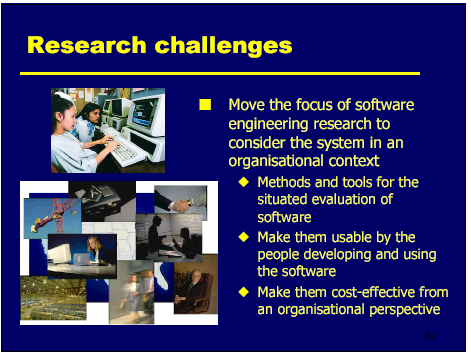 Research challenges
Move the focus of software
engineering research to
consider the system in an
organisational context
Methods and tools for the
situated evaluation of
software
Make them usable by the
people developing and using
the software
Make them cost-effective from
an organisational perspective